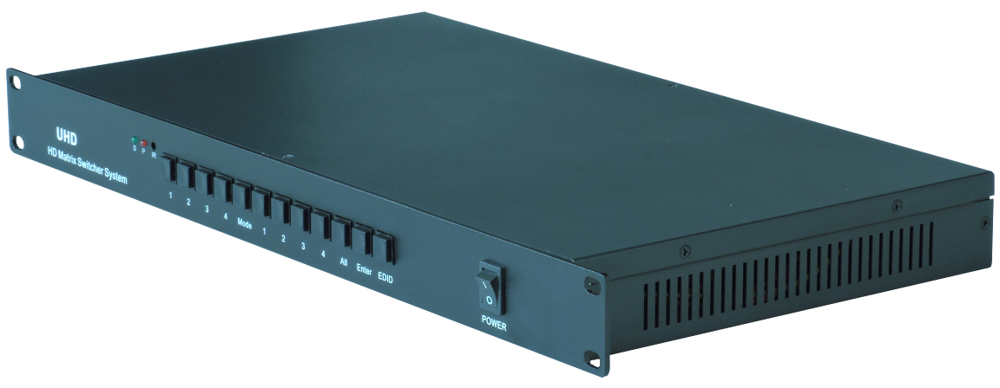 UHD
HD Matrix Switcher System
S P IR
1 2 3 4 Mode 1 2 3 4 All Enter EDID
POWER